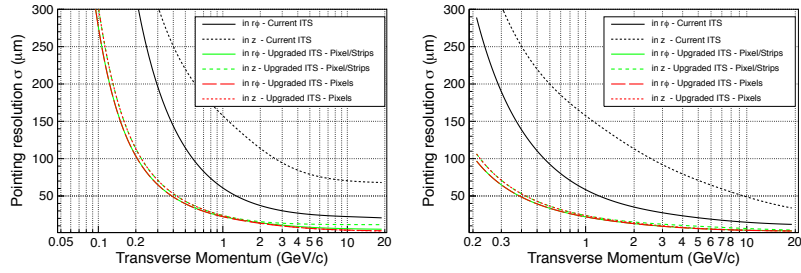 Pointing resolution σ (μm)
300
250
200
150
100
50
in rφ - Current ITS
in z - Current ITS
in rφ - Upgraded ITS - Pixel/Strips
in z - Upgraded ITS - Pixel/Strips
in rφ - Upgraded ITS - Pixels
in z - Upgraded ITS - Pixels
0.05 0.1 0.2 1 2 3 4 5 6 10 20
Transverse Momentum (GeV/c)
Pointing resolution σ (μm)
300
250
200
150
100
50
in rφ - Current ITS
in z - Current ITS
in rφ - Upgraded ITS - Pixel/Strips
in z - Upgraded ITS - Pixel/Strips
in rφ - Upgraded ITS - Pixels
in z - Upgraded ITS - Pixels
0.2 0.3 1 2 3 4 5 6 10 20
Transverse Momentum (GeV/c)